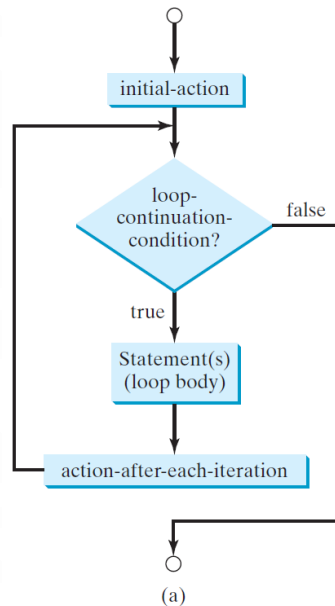 initial-action
loop-
continuation-
condition?
false
true
Statement(s)
(loop body)
action-after-each-iteration
(a)